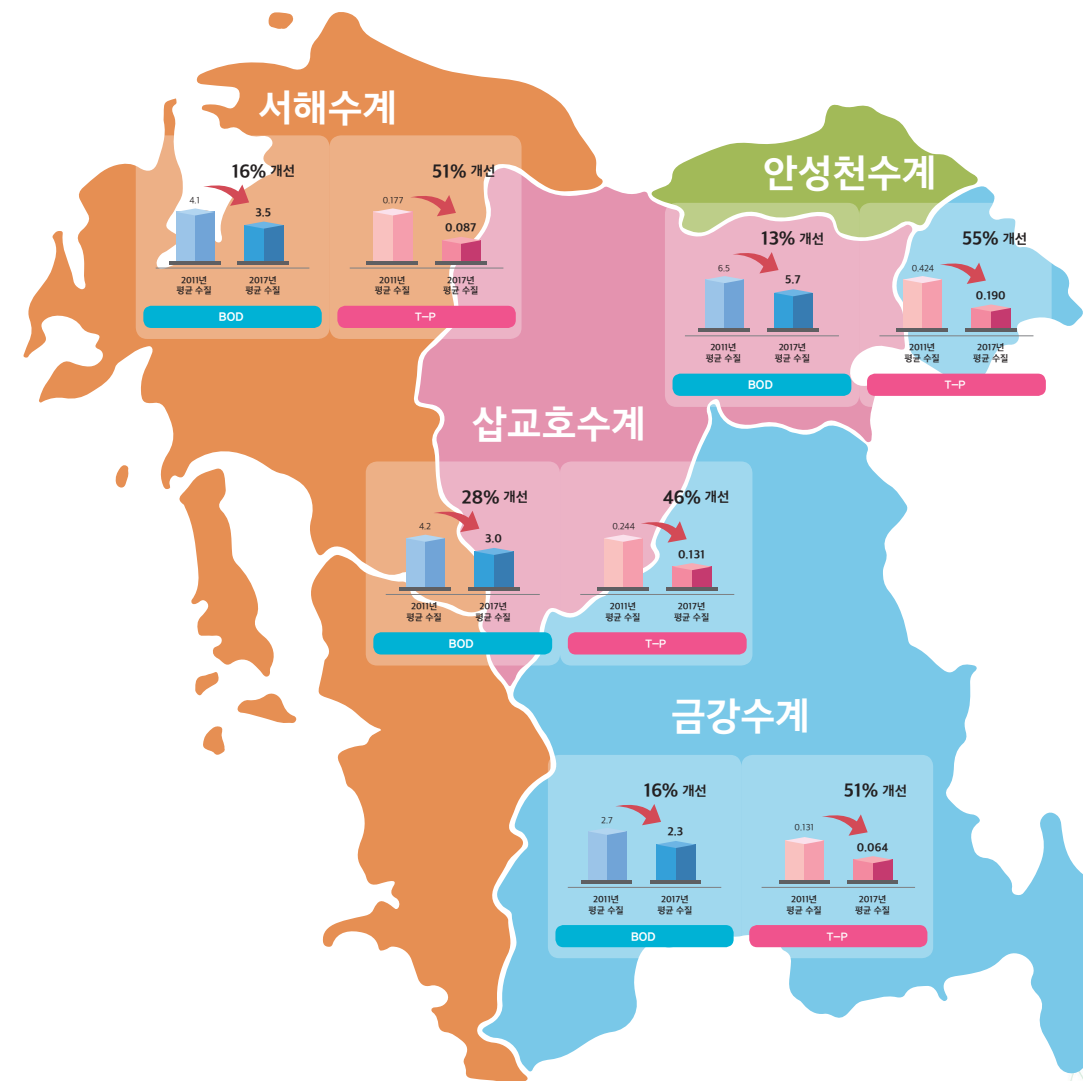 서해수계
16% 개선
4.1
3.5
2011년
평균 수질
2017년
평균 수질
BOD
51% 개선
0.177
0.087
2011년
평균 수질
2017년
평균 수질
T-P
안성천수계
13% 개선
6.5
5.7
2011년
평균 수질
2017년
평균 수질
BOD
55% 개선
0.424
0.190
2011년
평균 수질
2017년
평균 수질
T-P
삽교호수계
28% 개선
4.2
3.0
2011년
평균 수질
2017년
평균 수질
BOD
46% 개선
0.244
0.131
2011년
평균 수질
2017년
평균 수질
T-P
금강수계
16% 개선
2.7
2.3
2011년
평균 수질
2017년
평균 수질
BOD
51% 개선
0.131
0.064
2011년
평균 수질
2017년
평균 수질
T-P